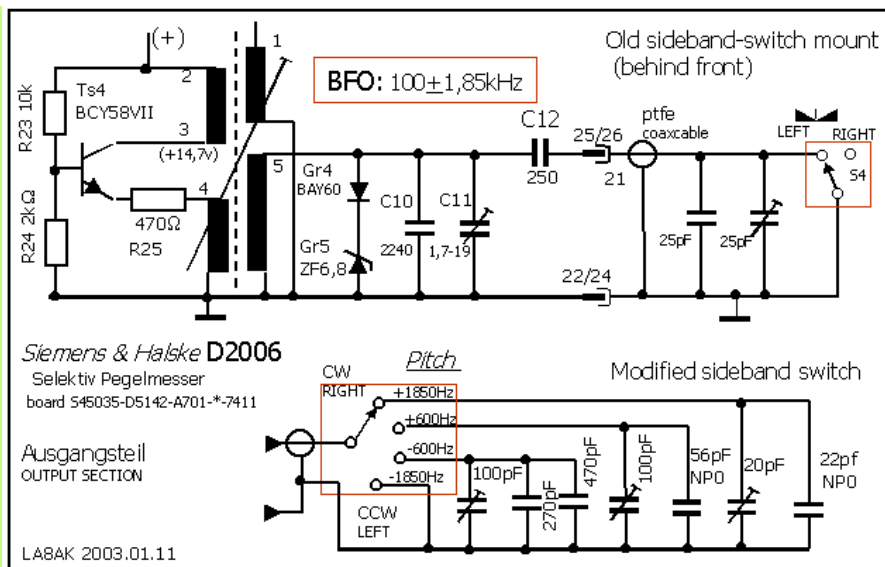 (+)
1
Old sideband-switch mount
(behind front)
R23 10k
Ts4
BCY58VII
2
BFO: 100±1,85kHz
C12
250
25/26
21
ptfe
coaxcable
LEFT
RIGHT
S4
3
(+14,7v)
4
5
Gr4
BAY60
C10
2240
C11
1,7-19
25pF
25pF
R24 2kΩ
470Ω
R25
Gr5
ZF6,8
22/24
Siemens & Halske D2006
Selektiv Pegelmesser
board S45035-D5142-A701-*-7411
Ausgangsteil
OUTPUT SECTION
CW
RIGHT
Pitch
Modified sideband switch
+1850Hz
+600Hz
-600Hz
-1850Hz
CCW
LEFT
100pF
270pF
470pF
100pF
56pF
NP0
20pF
22pf
NP0
LA8AK 2003.01.11